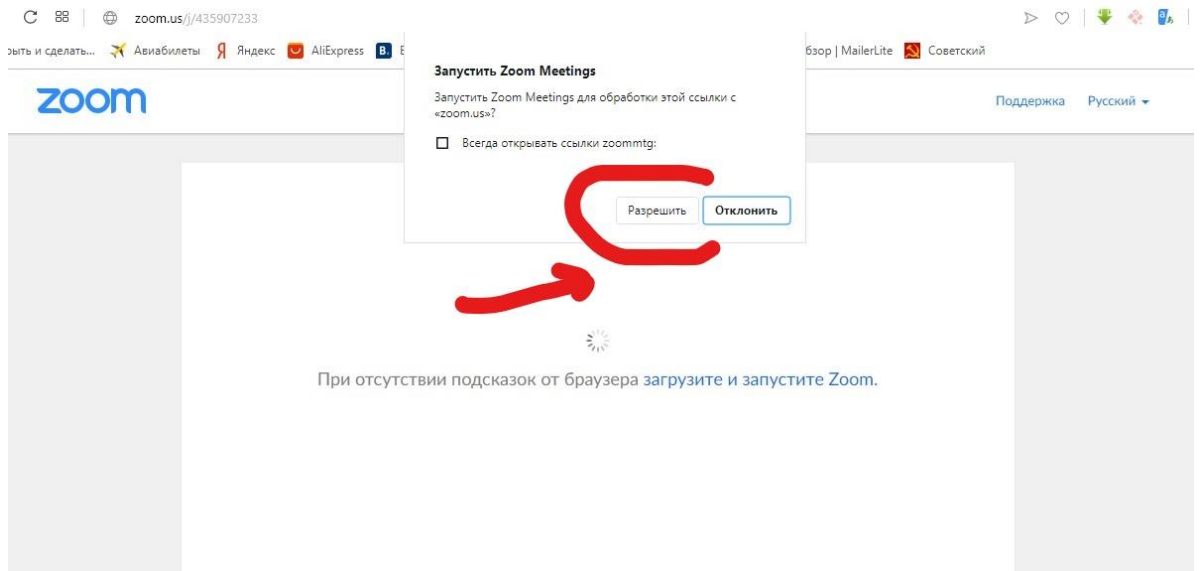 zoom.us/j/435907233
и сделать... Авиабилеты Яндекс AliExpress B.
| MailerLite Советский
zoom
Поддержка Русский
Запустить Zoom Meetings
Запустить Zoom Meetings для обработки этой ссылки с
«zoom.us»?
Всегда открывать ссылки zoommtg:
Разрешить Отклонить
При отсутствии подсказок от браузера загрузите и запустите Zoom.